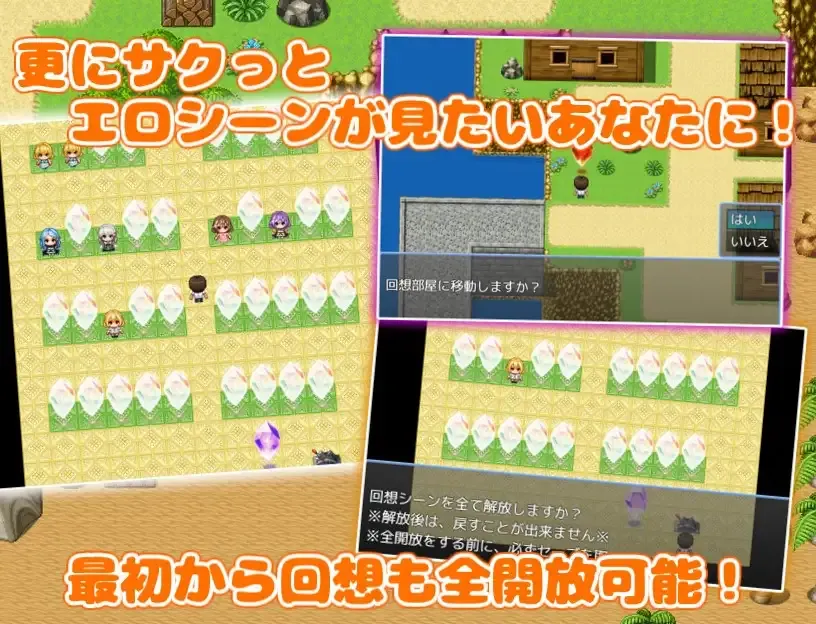 更にサクっと
エロシーンが見たいあなたに！
はい
いいえ
回想部屋に移動しますか？
回想シーンを全て解放しますか？
※解放後は、戻すことが出来ません※
※全開放をする前に、必ずセーブを
最初から回想も全開放可能！